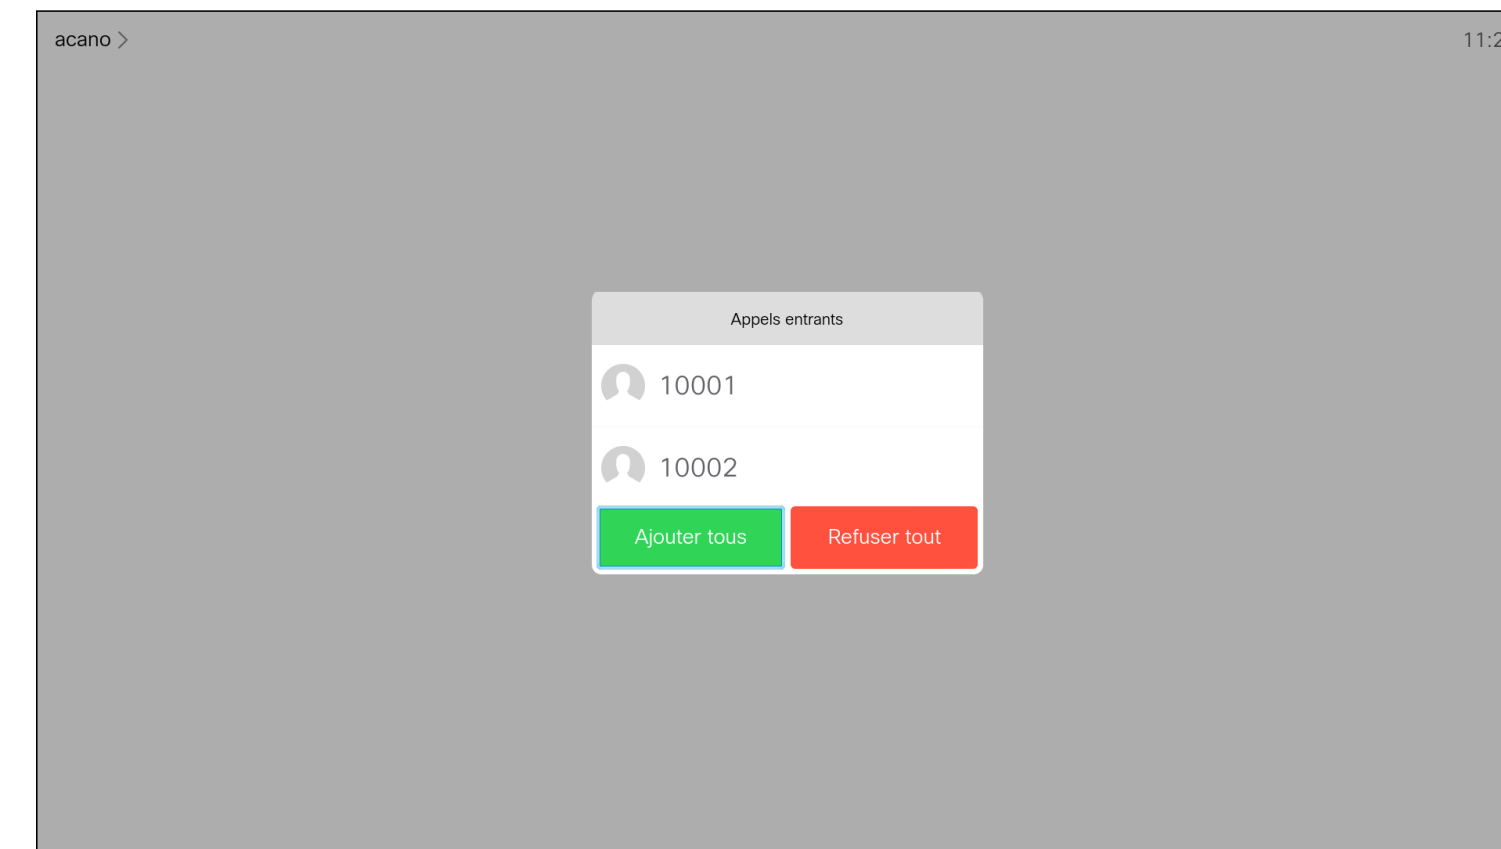 acano >
Appels entrants
10001
10002
Ajouter tous
Refuser tout